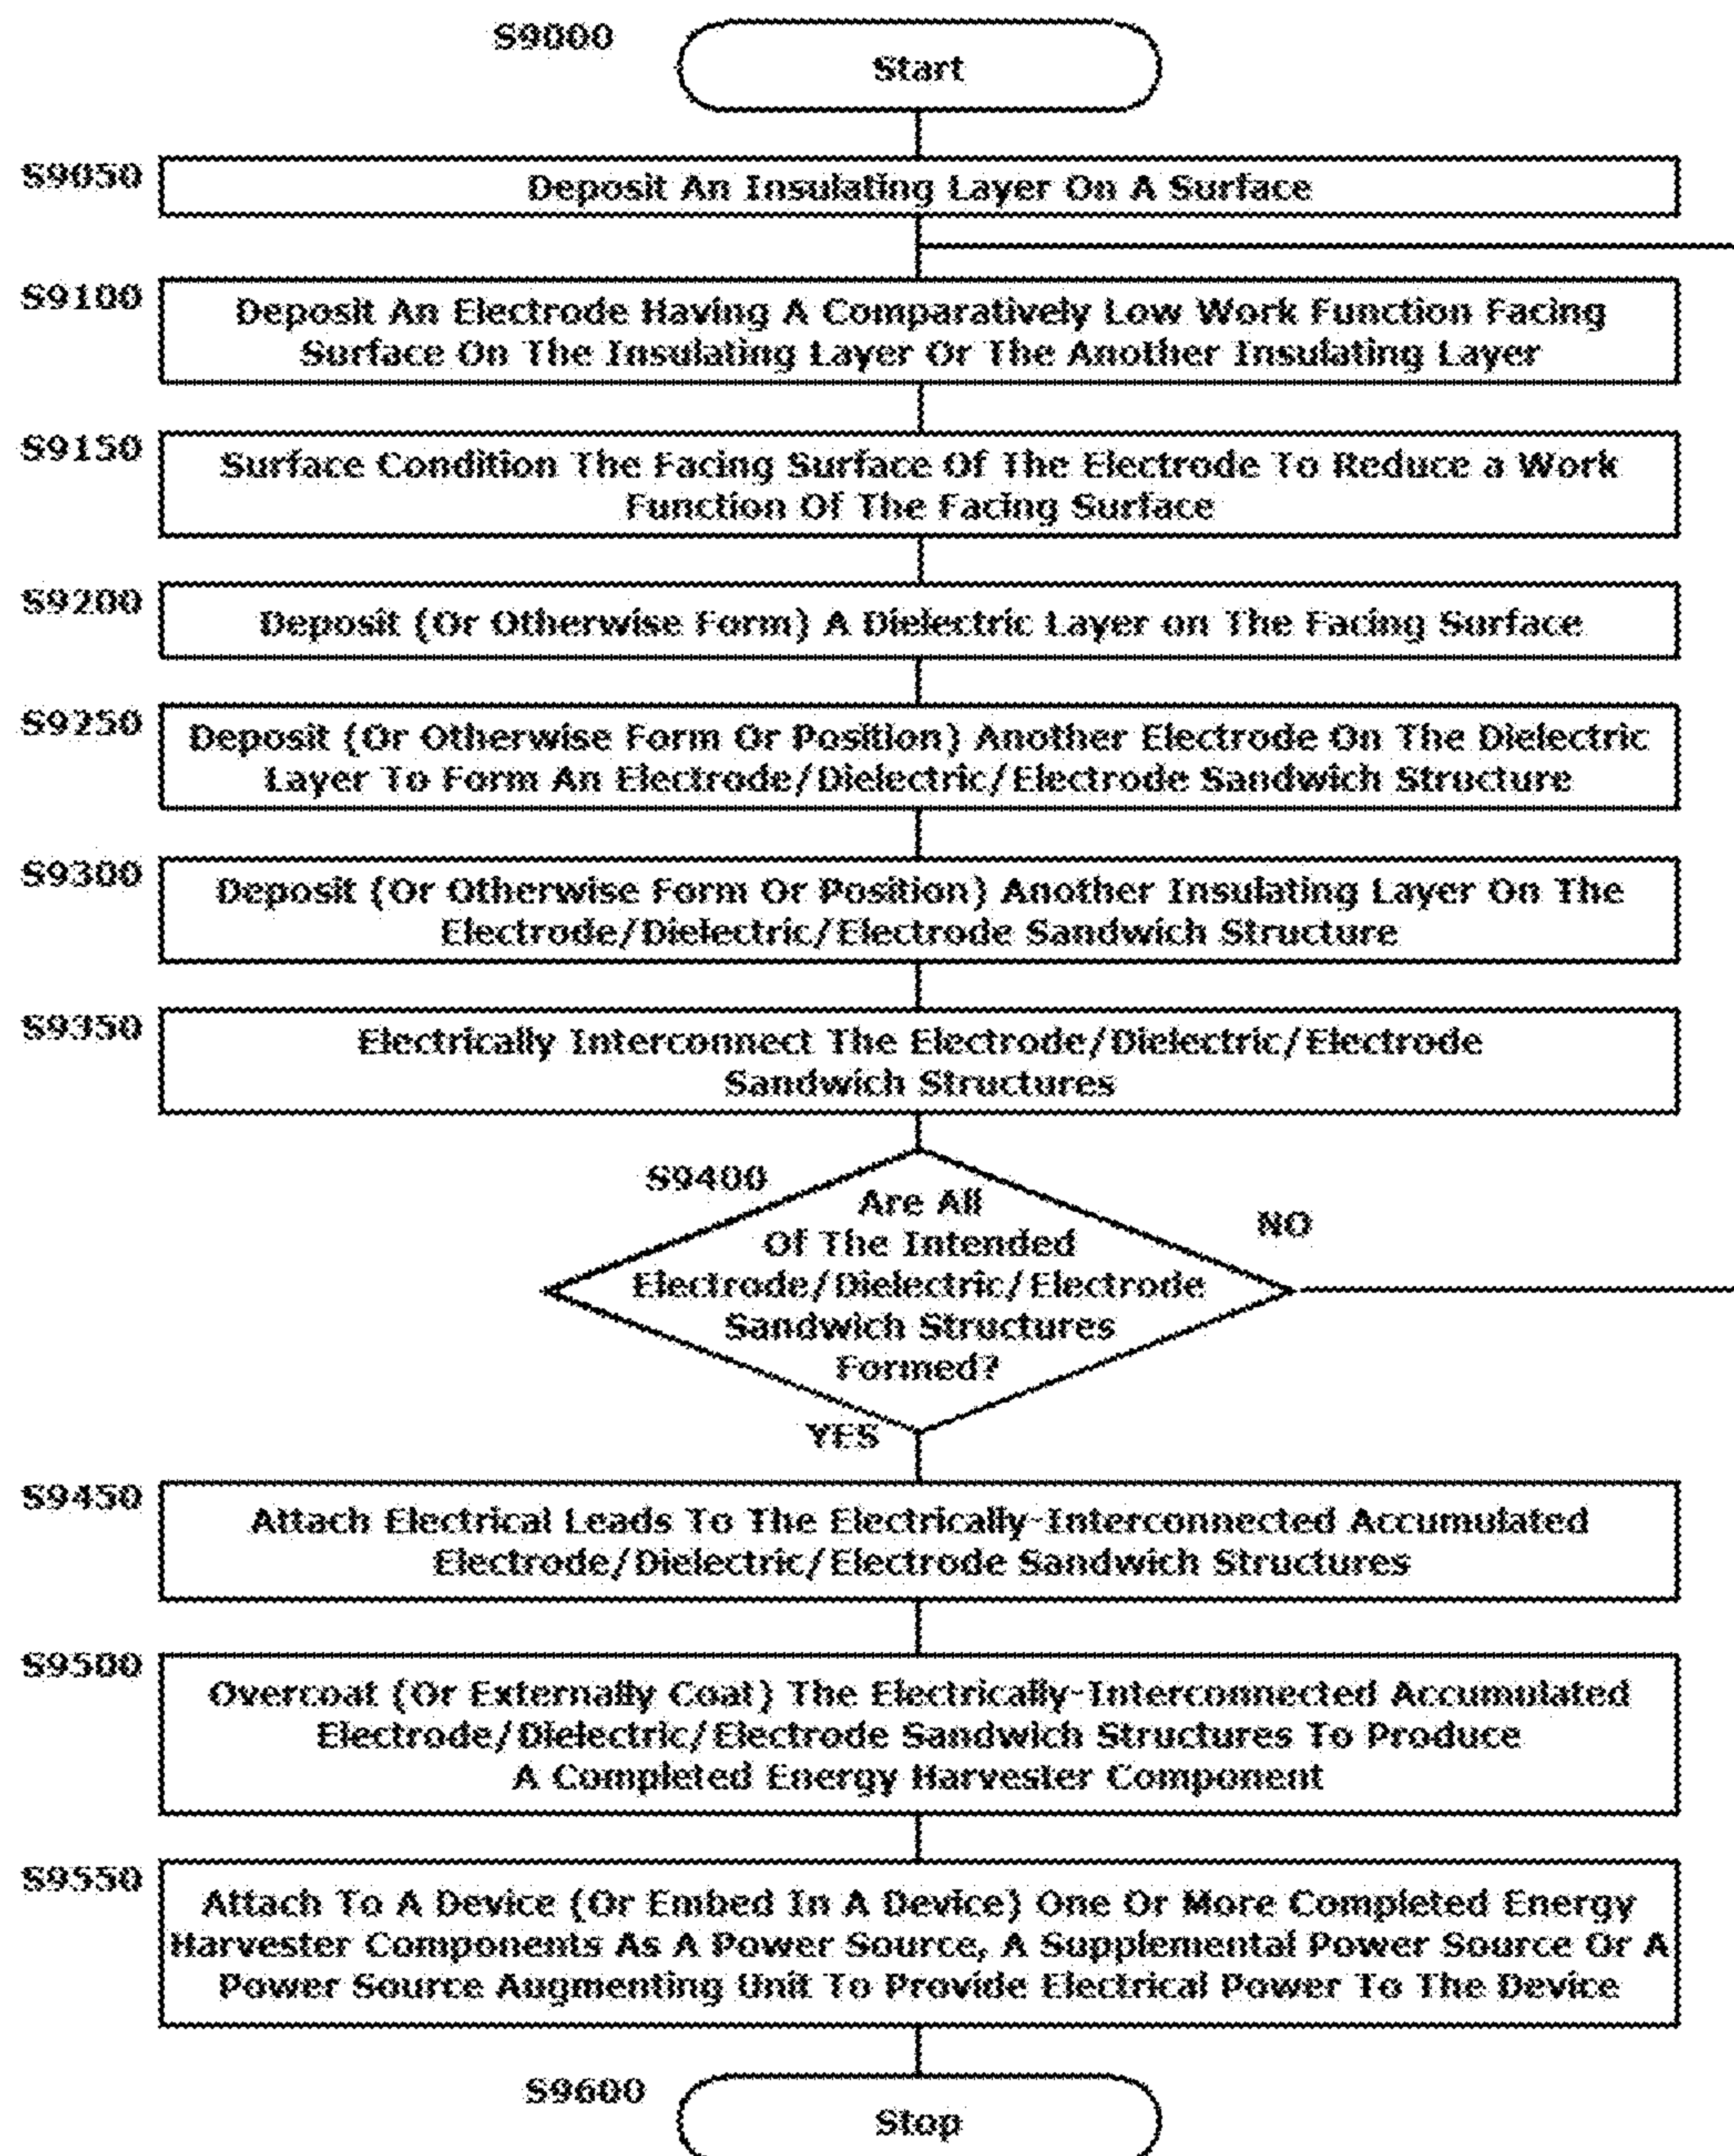 S9000
Start
S9050
Deposit An Insulating Layer On A Surface
S9100
Deposit An Electrode Having A Comparatively Low Work Function Facing
Surface On The Insulating Layer Or The Another Insulating Layer
S9150
Surface Condition The Facing Surface Of The Electrode To Reduce a Work
Function Of The Facing Surface
S9200
Deposit (Or Otherwise Form) A Dielectric Layer on The Facing Surface
S9250
Deposit (Or Otherwise Form Or Position) Another Electrode On The Dielectric
Layer To Form An Electrode/Dielectric/Electrode Sandwich Structure
S9300
Deposit (Or Otherwise Form Or Position) Another Insulating Layer On The
Electrode/Dielectric/Electrode Sandwich Structure
S9350
Electrically Interconnect The Electrode/Dielectric/Electrode
Sandwich Structures
S9400
Are All
Of The Intended
Electrode/Dielectric/Electrode
Sandwich Structures
Formed?
NO
YES
S9450
Attach Electrical Leads To The Electrically-Interconnected Accumulated
Electrode/Dielectric/Electrode Sandwich Structures
S9500
Overcoat (Or Externally Coat) The Electrically-Interconnected Accumulated
Electrode/Dielectric/Electrode Sandwich Structures To Produce
A Completed Energy Harvester Component
S9550
Attach To A Device (Or Embed In A Device) One Or More Completed Energy
Harvester Components As A Power Source, A Supplemental Power Source Or A
Power Source Augmenting Unit To Provide Electrical Power To The Device
S9600
Stop